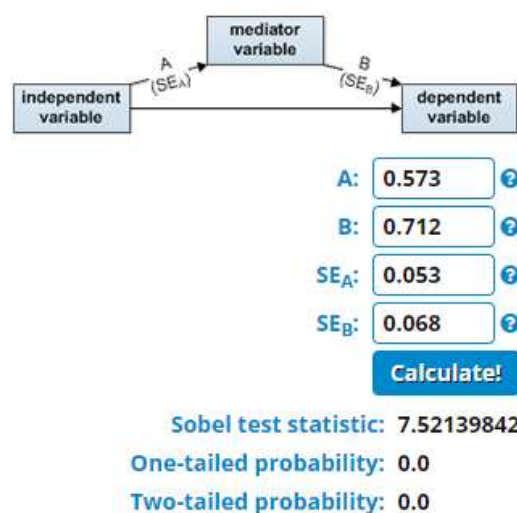 mediator
variable
A
(SEA)
B
(SEB)
independent
variable
dependent
variable
A: 0.573 ?
B: 0.712 ?
SEA: 0.053 ?
SEB: 0.068 ?
Calculate!
Sobel test statistic: 7.52139842
One-tailed probability: 0.0
Two-tailed probability: 0.0